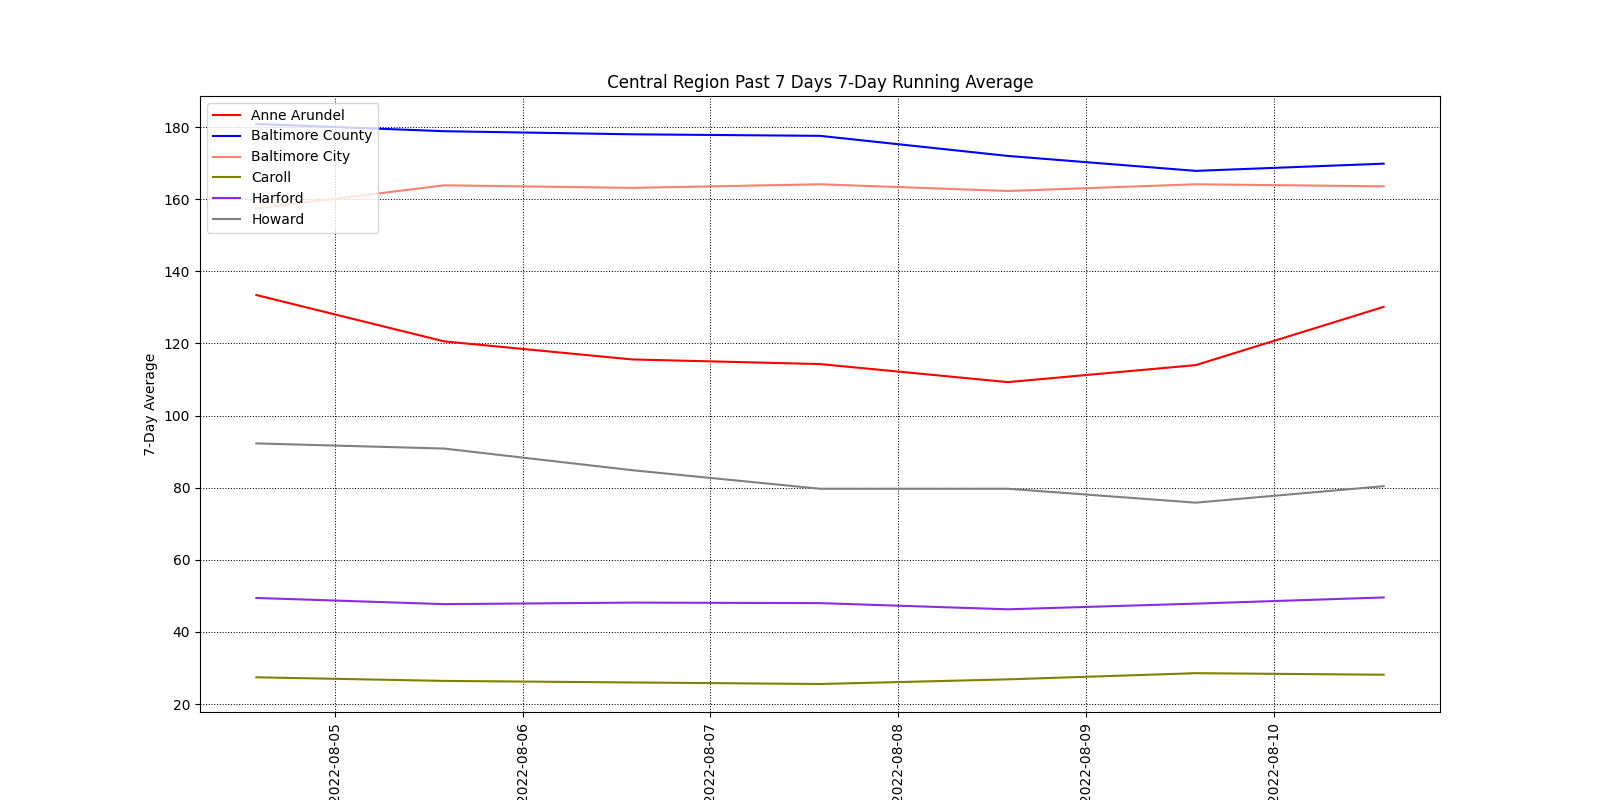 Central Region Past 7 Days 7-Day Running Average
Anne Arundel
Baltimore County
Baltimore City
Caroll
Harford
Howard
7-Day Average
180
160
140
120
100
80
60
40
20
2022-08-05
2022-08-06
2022-08-07
2022-08-08
2022-08-09
2022-08-10